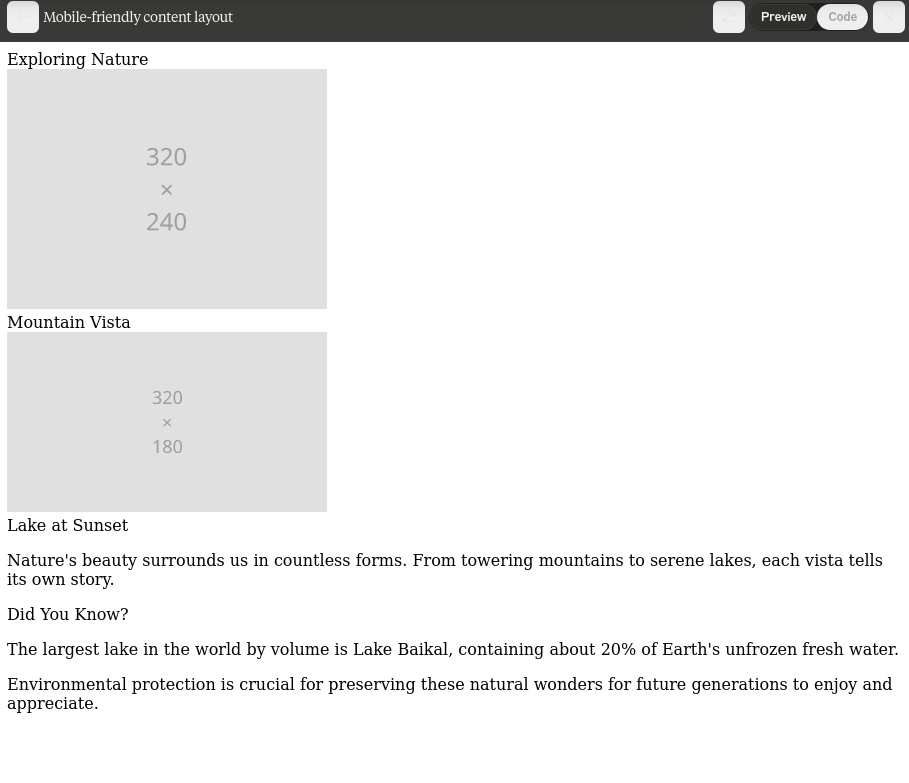 Mobile-friendly content layout
Preview
Code
Exploring Nature
320
×
240
Mountain Vista
320
×
180
Lake at Sunset
Nature's beauty surrounds us in countless forms. From towering mountains to serene lakes, each vista tells
its own story.
Did You Know?
The largest lake in the world by volume is Lake Baikal, containing about 20% of Earth's unfrozen fresh water.
Environmental protection is crucial for preserving these natural wonders for future generations to enjoy and
appreciate.